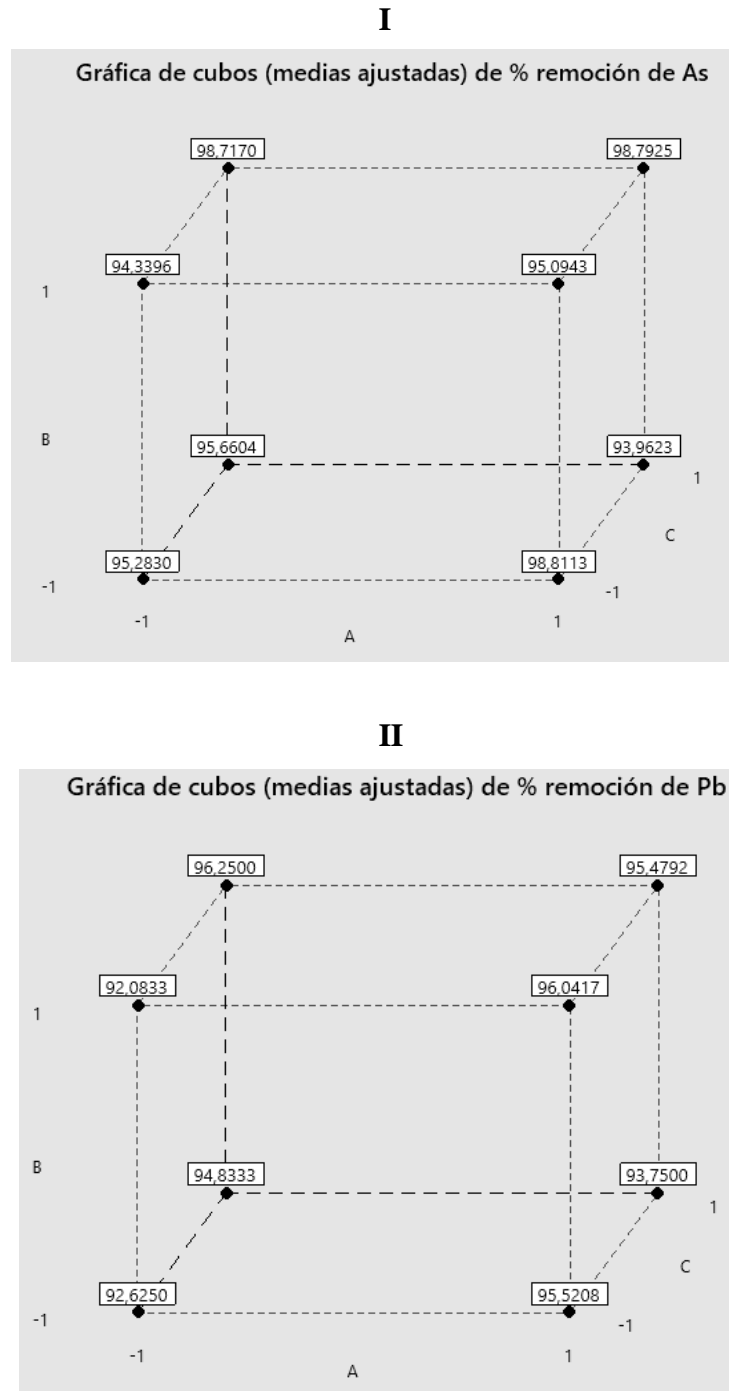 I
Gráfica de cubos (medias ajustadas) de % remoción de As
98,7170 98,7925
94,3396 95,0943
1
B
95,6604 93,9623
1
C
95,2830 98,8113
-1 -1
-1 1
A
II
Gráfica de cubos (medias ajustadas) de % remoción de Pb
96,2500 95,4792
92,0833 96,0417
1
B
94,8333 93,7500
1
C
92,6250 95,5208
-1 -1
-1 1
A